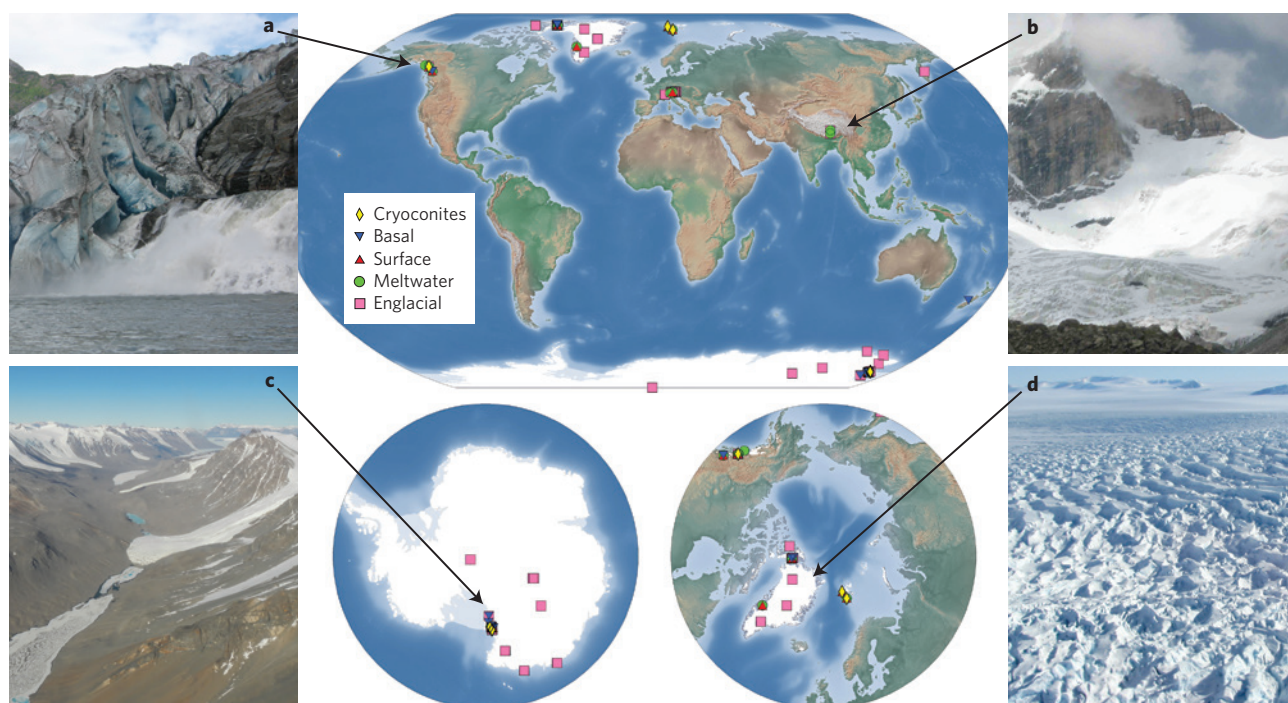 a
b
Cryoconites
Basal
Surface
Meltwater
Englacial
c
d